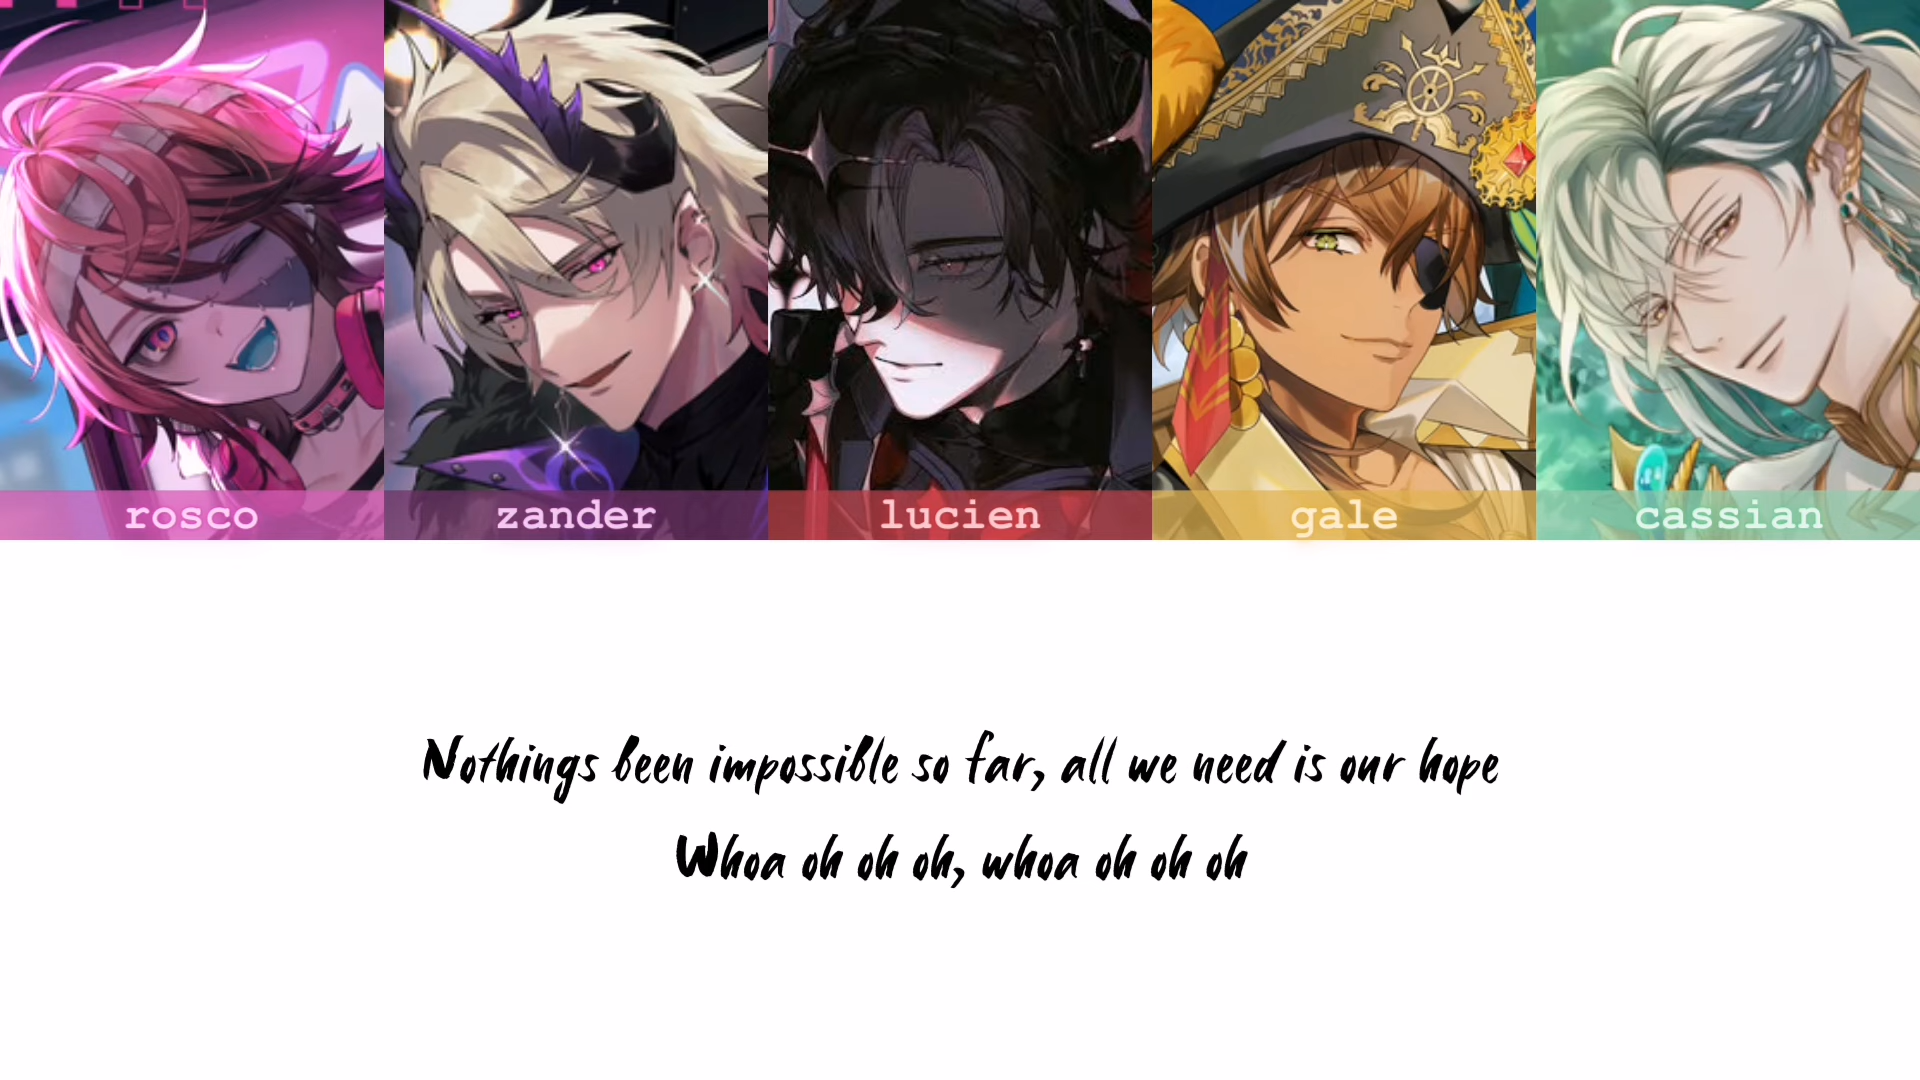 rosco zander lucien gale cassian
Nothings been impossible so far, all we need is our hope
Whoa oh oh oh, whoa oh oh oh